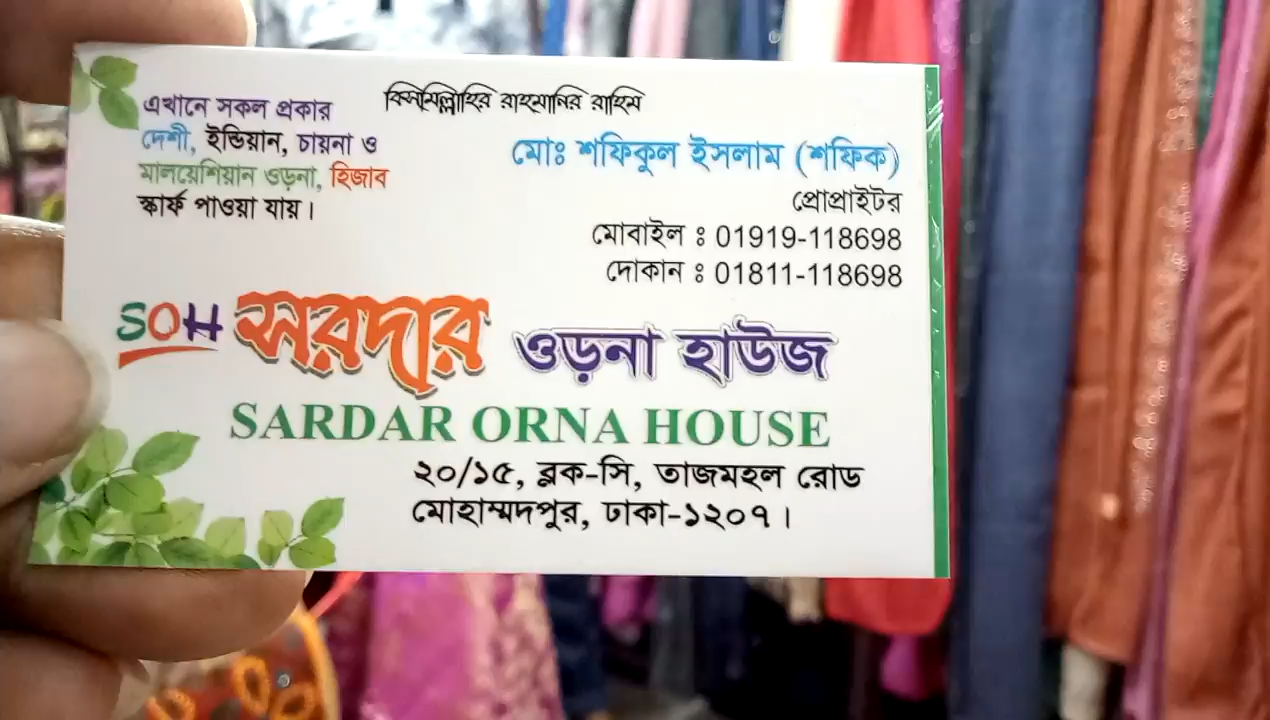 বিসমিল্লাহির রাহমানির রাহিম
এখানে সকল প্রকার
দেশী, ইন্ডিয়ান, চায়না ও
মালয়েশিয়ান ওড়না, হিজাব
স্কার্ফ পাওয়া যায়।
মোঃ শফিকুল ইসলাম (শফিক)
প্রোপ্রাইটর
মোবাইল ঃ 01919-118698
দোকান ঃ 01811-118698
SOH সরদার ওড়না হাউজ
SARDAR ORNA HOUSE
২০/১৫, ব্লক-সি, তাজমহল রোড
মোহাম্মদপুর, ঢাকা-১২০৭।